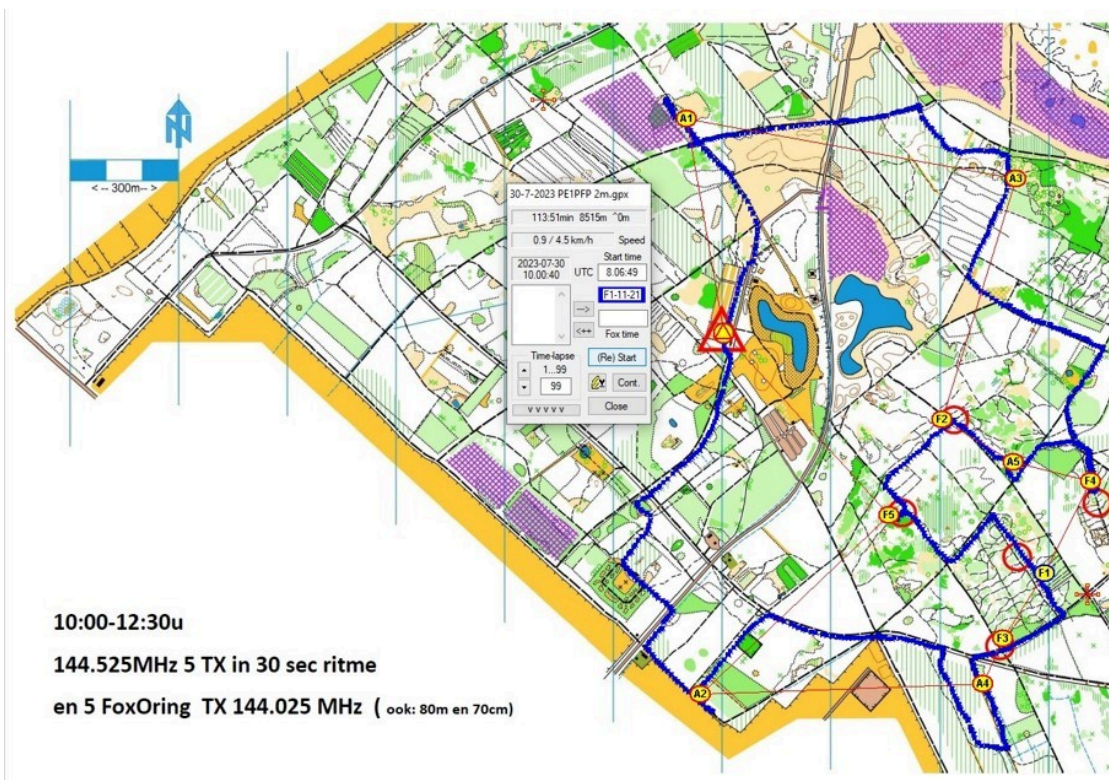 N
< -- 300m-- >
A1
A3
30-7-2023 PE1PFP 2m.gpx
113:51min 8515m ^0m
0.9 / 4.5 km/h Speed
2023-07-30
10.00:40
UTC
Start time
8.06:49
F1-11-21
-->
<++
Fox time
Time-lapse
1...99
99
(Re) Start
Cont.
v v v v v
Close
F2
A5
F4
F5
F1
F3
A4
A2
10:00-12:30u
144.525MHz 5 TX in 30 sec ritme
en 5 FoxOring TX 144.025 MHz ( ook: 80m en 70cm)